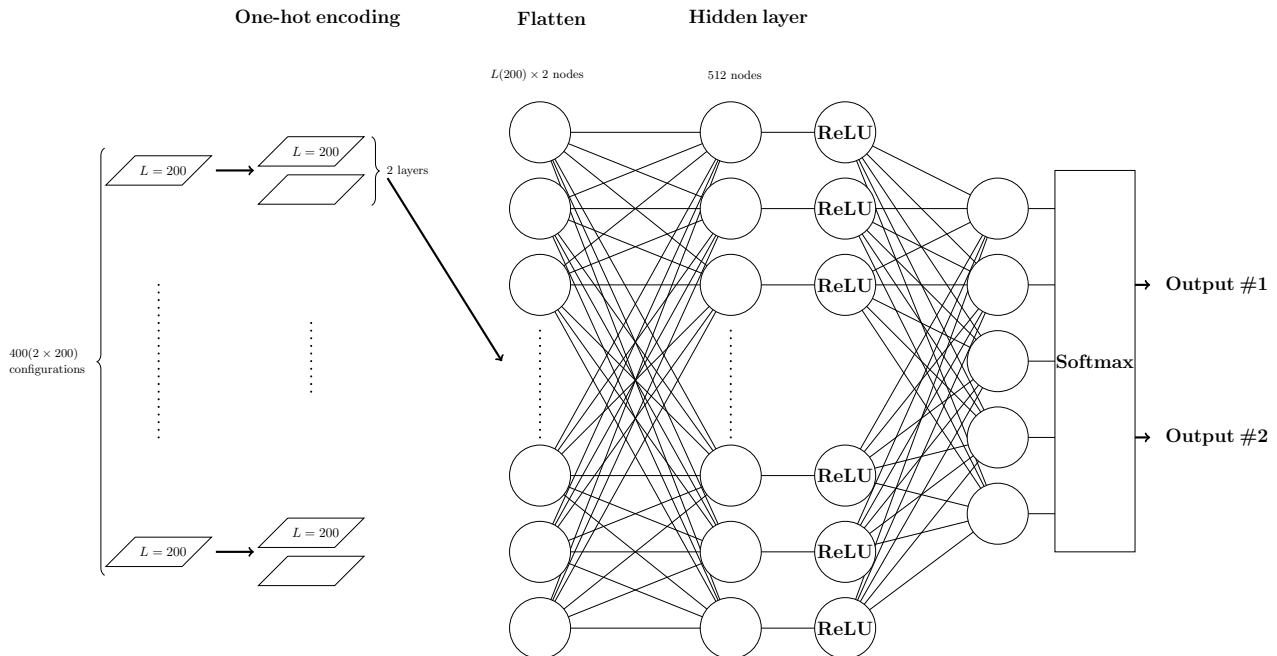 One-hot encoding
Flatten
Hidden layer
L(200) × 2 nodes
512 nodes
L = 200
L = 200
2 layers
400(2 × 200)
configurations
L = 200
L = 200
ReLU
ReLU
ReLU
ReLU
ReLU
ReLU
Softmax
Output #1
Output #2